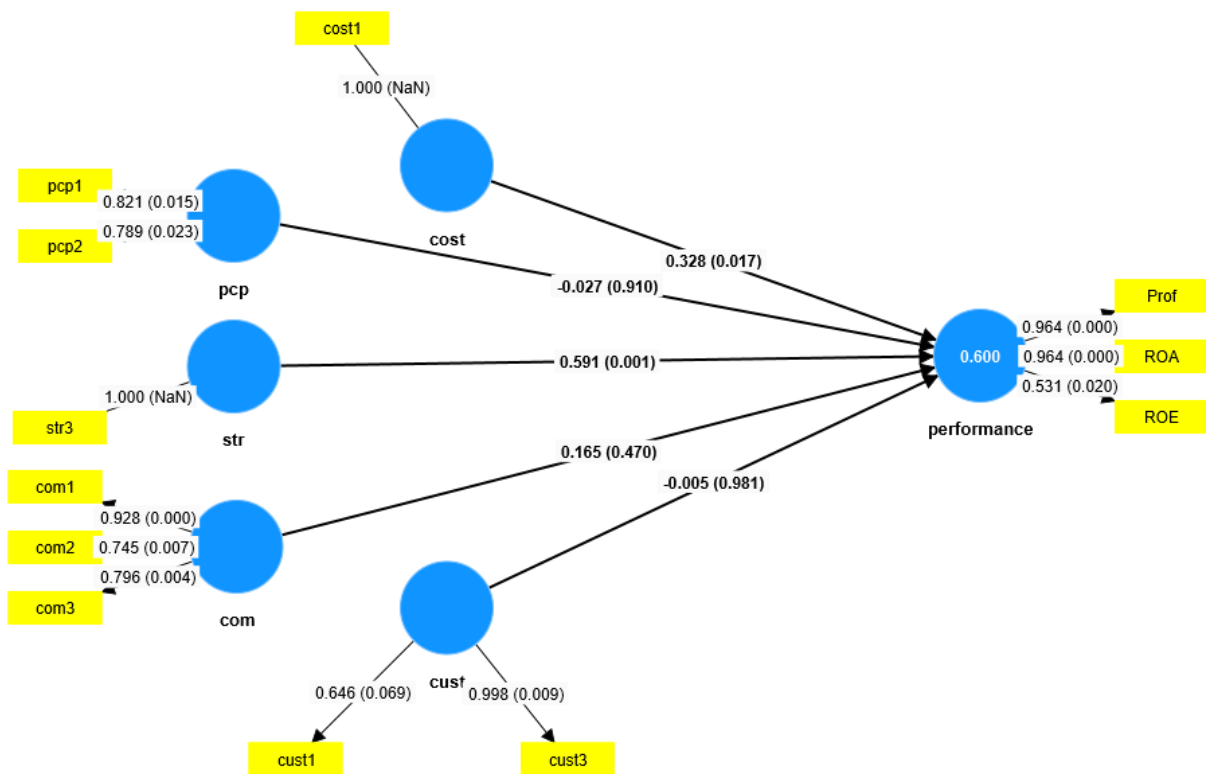 cost1
1.000 (NaN)
cost
pcp1
0.821 (0.015)
pcp2
0.789 (0.023)
pcp
0.328 (0.017)
-0.027 (0.910)
str3
1.000 (NaN)
str
0.591 (0.001)
com1
0.928 (0.000)
com2
0.745 (0.007)
com3
0.796 (0.004)
com
0.165 (0.470)
-0.005 (0.981)
cust
0.646 (0.069)
0.998 (0.009)
cust1
cust3
0.600
performance
Prof
0.964 (0.000)
ROA
0.964 (0.000)
ROE
0.531 (0.020)